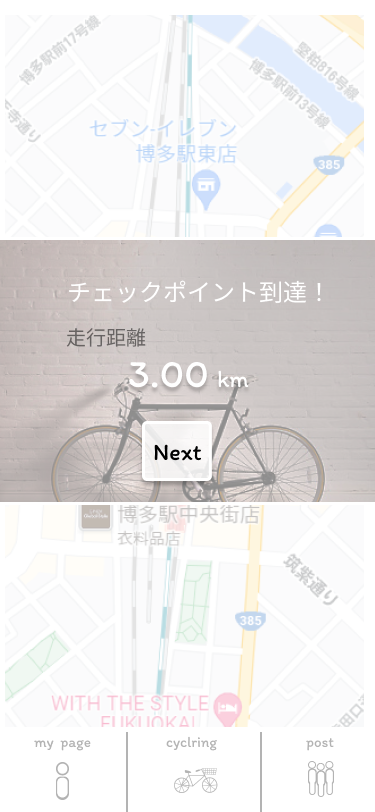 博多駅前17号線
堅粕816号線
博多駅前13号線
セブン-イレブン
博多駅東店
385
チェックポイント到達！
走行距離
3.00 km
Next
博多駅中央街店
衣料品店
筑紫通り
385
WITH THE STYLE
FUKUOKA
my page
cyclring
post